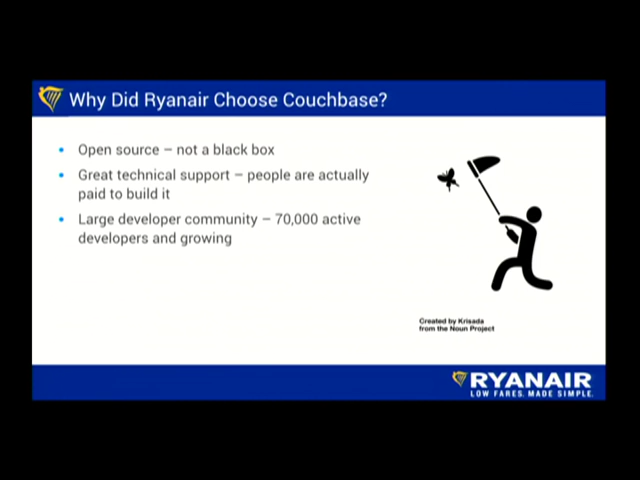 Why Did Ryanair Choose Couchbase?
• Open source – not a black box
• Great technical support – people are actually
paid to build it
• Large developer community – 70,000 active
developers and growing
Created by Krisada
from the Noun Project
RYANAIR
LOW FARES. MADE SIMPLE.